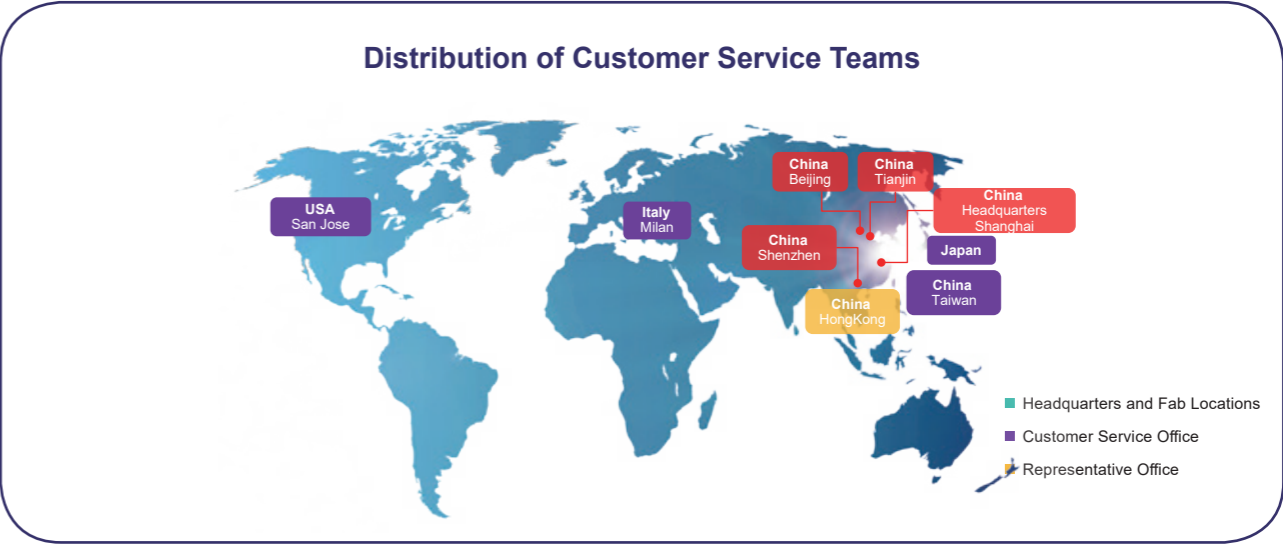 Distribution of Customer Service Teams
China
Beijing
China
Tianjin
China
Headquarters
Shanghai
USA
San Jose
Italy
Milan
China
Shenzhen
Japan
China
Taiwan
China
HongKong
Headquarters and Fab Locations
Customer Service Office
Representative Office